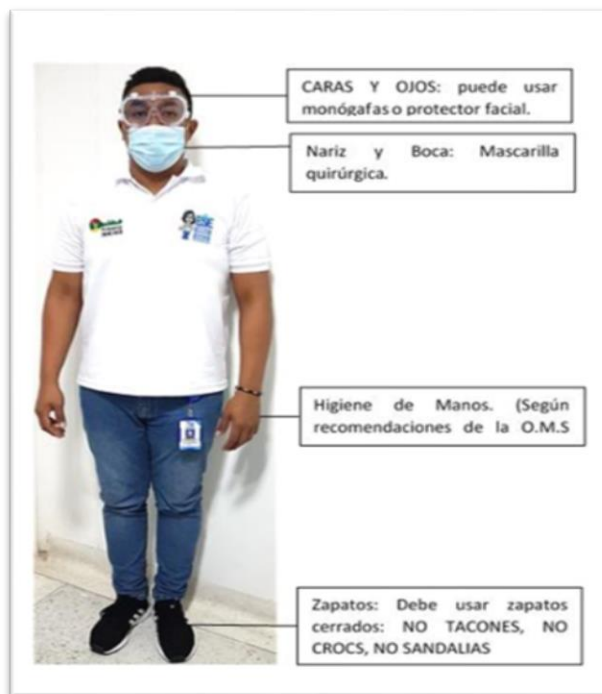 CARAS Y OJOS: puede usar
monógafas o protector facial.
Nariz y Boca: Mascarilla
quirúrgica.
Higiene de Manos. (Según
recomendaciones de la O.M.S
Zapatos: Debe usar zapatos
cerrados: NO TACONES, NO
CROCS, NO SANDALIAS